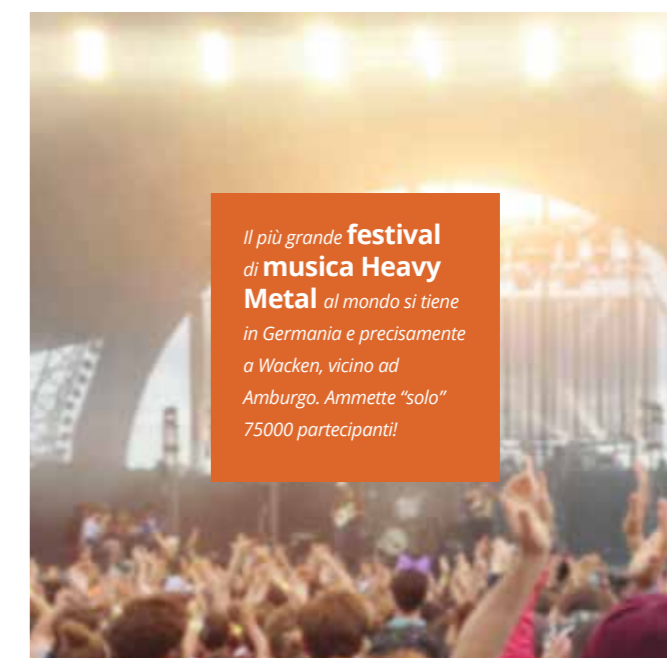 Il più grande festival
di musica Heavy
Metal al mondo si tiene
in Germania e precisamente
a Wacken, vicino ad
Amburgo. Ammette “solo”
75000 partecipanti!